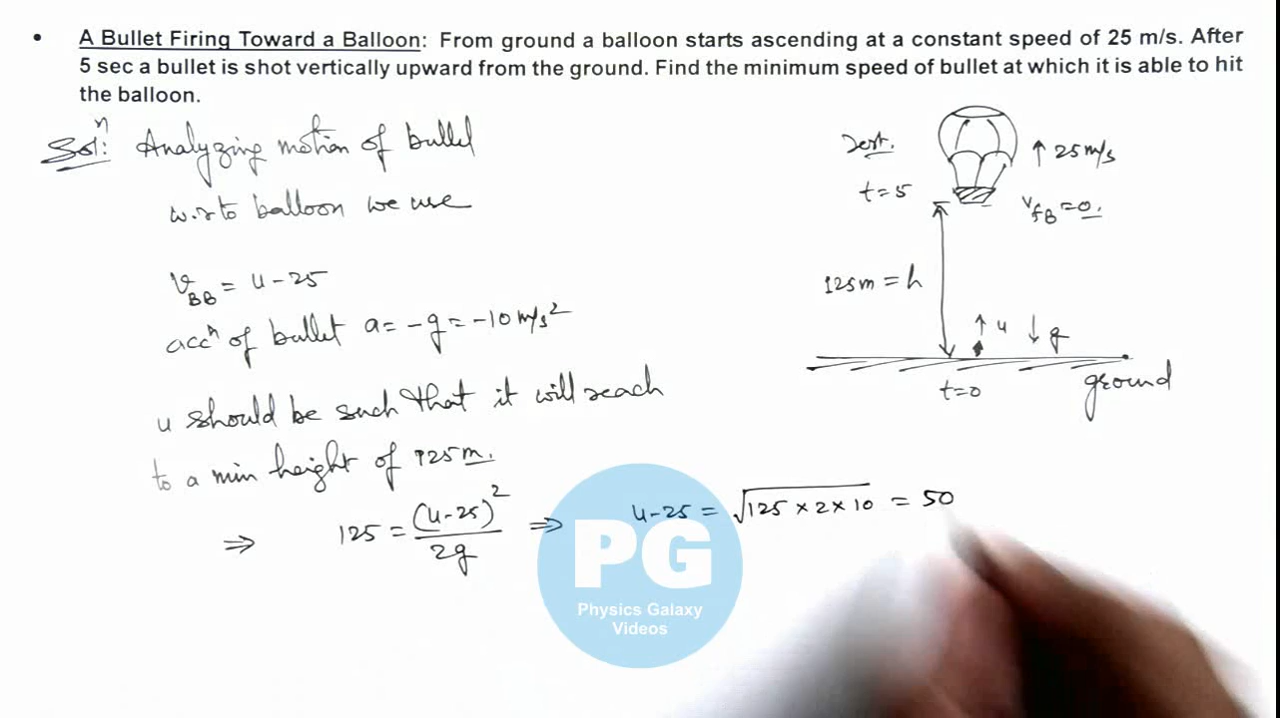 • A Bullet Firing Toward a Balloon: From ground a balloon starts ascending at a constant speed of 25 m/s. After
5 sec a bullet is shot vertically upward from the ground. Find the minimum speed of bullet at which it is able to hit
the balloon.
Solⁿ: Analyzing motion of bullet
w.r to balloon we use
v_BB = u - 25
accⁿ of bullet a = -g = -10 m/s²
u should be such that it will reach
to a min height of 125m.
⇒ 125 = (u-25)²/2g ⇒ u-25 = √125×2×10 = 50
↑ 25 m/s
t=5
v_fB = 0.
125m = h
↑ u ↓ g
t=0
ground
PG
Physics Galaxy
Videos